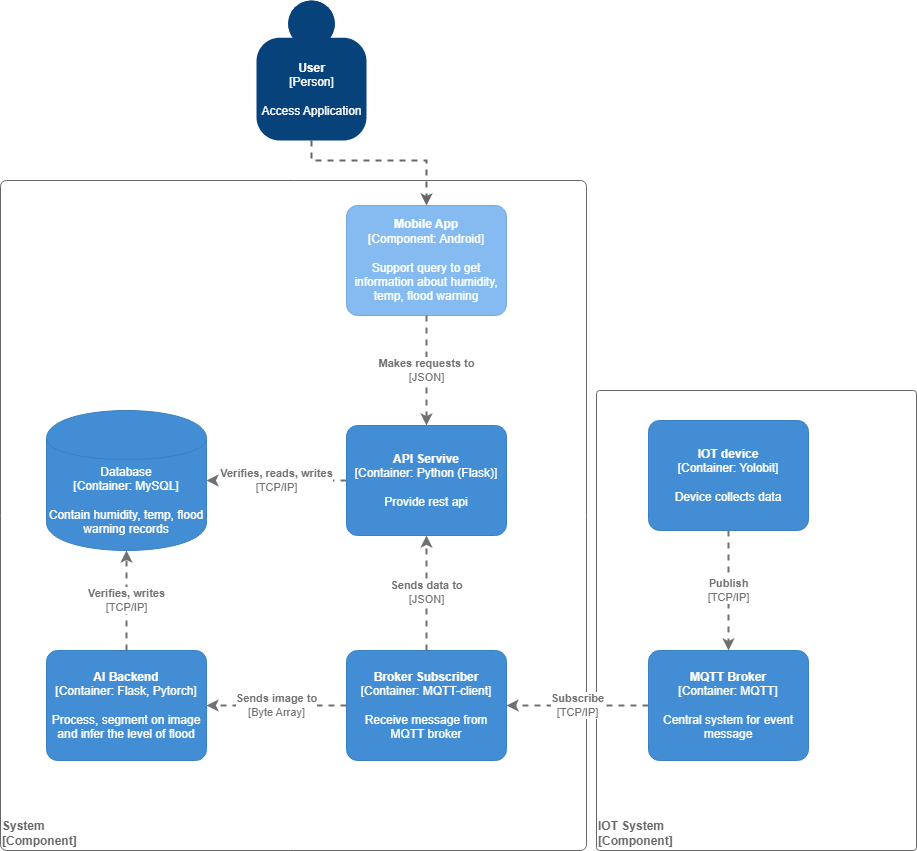 User
[Person]
Access Application
Mobile App
[Component: Android]
Support query to get
information about humidity,
temp, flood warning
Makes requests to
[JSON]
Database
[Container: MySQL]
Contain humidity, temp, flood
warning records
Verifies, reads, writes
[TCP/IP]
API Servive
[Container: Python (Flask)]
Provide rest api
IOT device
[Container: Yolobit]
Device collects data
Verifies, writes
[TCP/IP]
Sends data to
[JSON]
Publish
[TCP/IP]
AI Backend
[Container: Flask, Pytorch]
Process, segment on image
and infer the level of flood
Sends image to
[Byte Array]
Broker Subscriber
[Container: MQTT-client]
Receive message from
MQTT broker
Subscribe
[TCP/IP]
MQTT Broker
[Container: MQTT]
Central system for event
message
System
[Component]
IOT System
[Component]